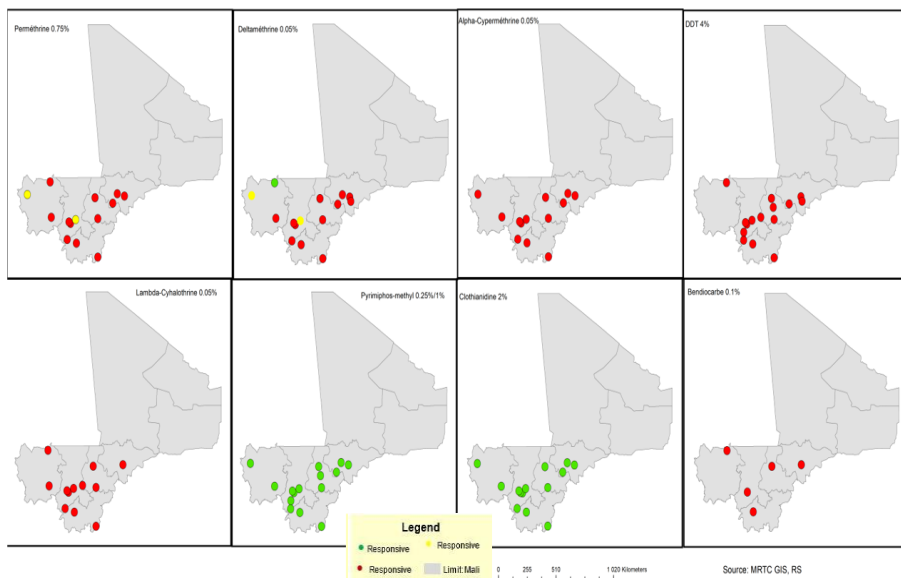 Perméthrine 0.75%
Deltaméthrine 0.05%
Alpha-Cyperméthrine 0.05%
DDT 4%
Lambda-Cyhalothrine 0.05%
Pyrimiphos-methyl 0.25%/1%
Clothianidine 2%
Bendiocarbe 0.1%
Legend
Responsive Responsive
Responsive Limit:Mali
0 255 510 1 020 Kilometers
Source: MRTC GIS, RS